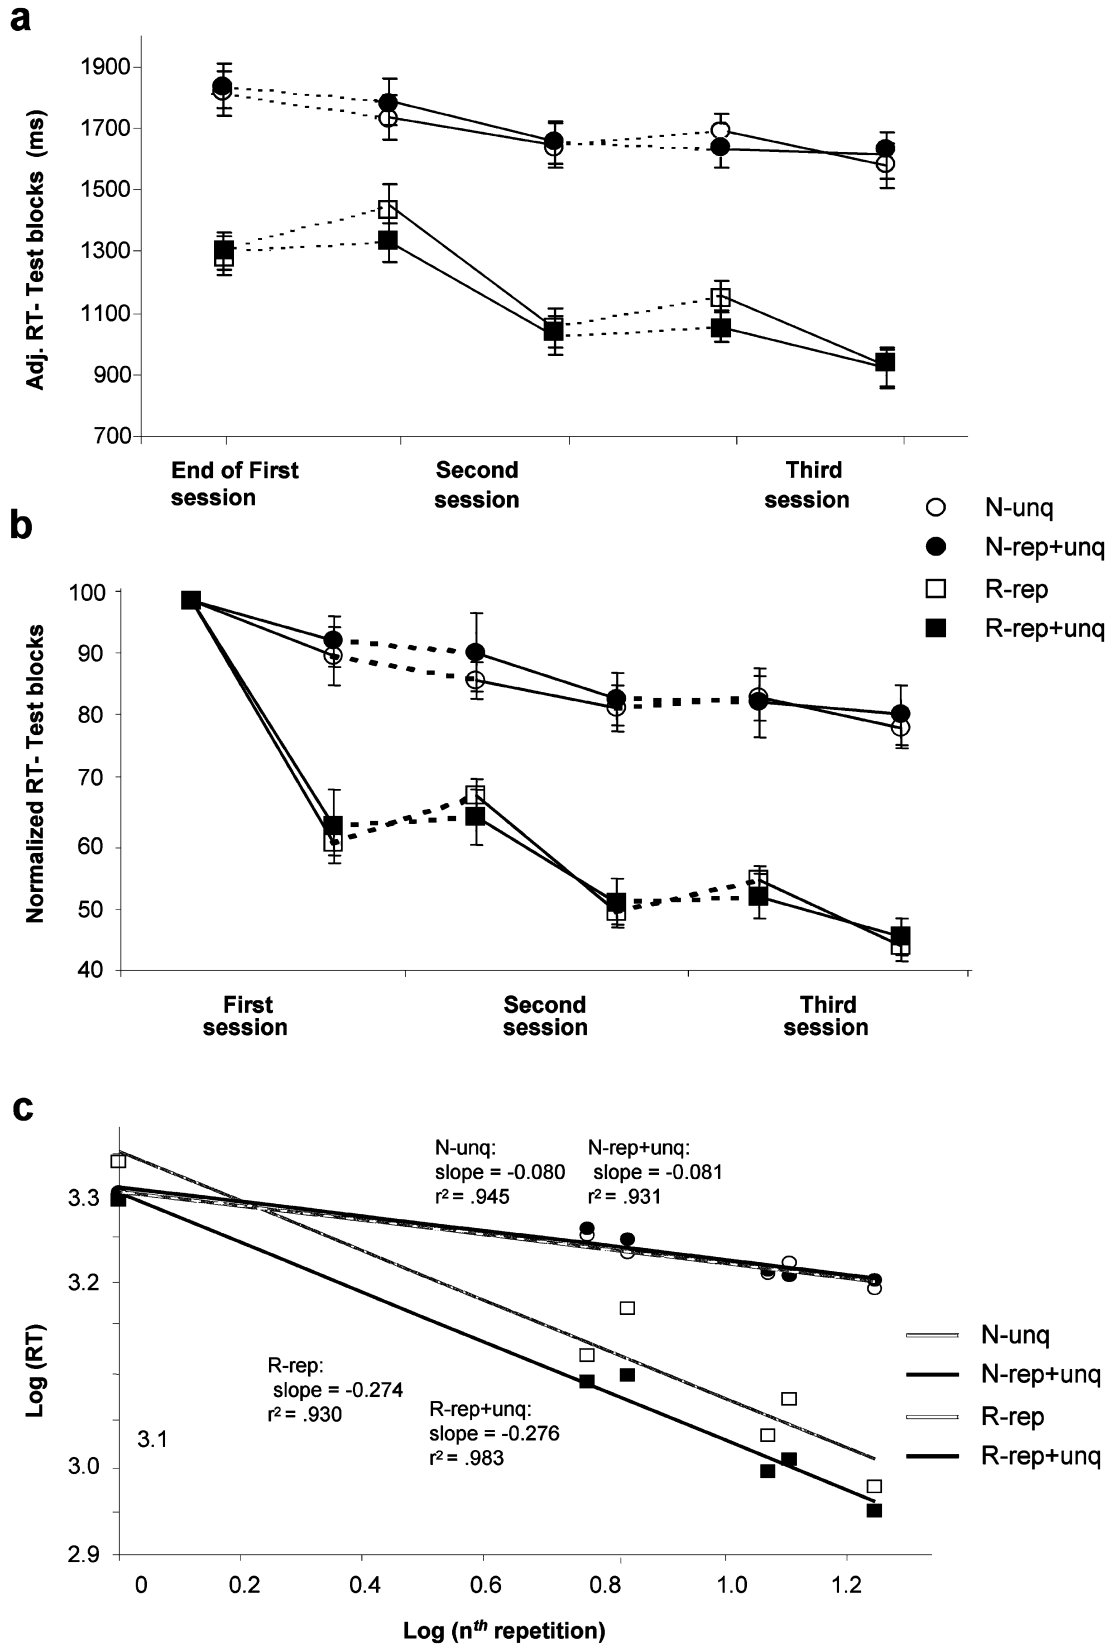 a
1900
1700
1500
1300
1100
900
700
Adj. RT- Test blocks (ms)
End of First
session
Second
session
Third
session
N-unq
N-rep+unq
R-rep
R-rep+unq
b
100
90
80
70
60
50
40
Normalized RT- Test blocks
First
session
Second
session
Third
session
c
N-unq:
slope = -0.080
r² = .945
N-rep+unq:
slope = -0.081
r² = .931
R-rep:
slope = -0.274
r² = .930
R-rep+unq:
slope = -0.276
r² = .983
3.3
3.2
3.1
3.0
2.9
Log (RT)
N-unq
N-rep+unq
R-rep
R-rep+unq
0 0.2 0.4 0.6 0.8 1.0 1.2
Log (nᵗʰ repetition)